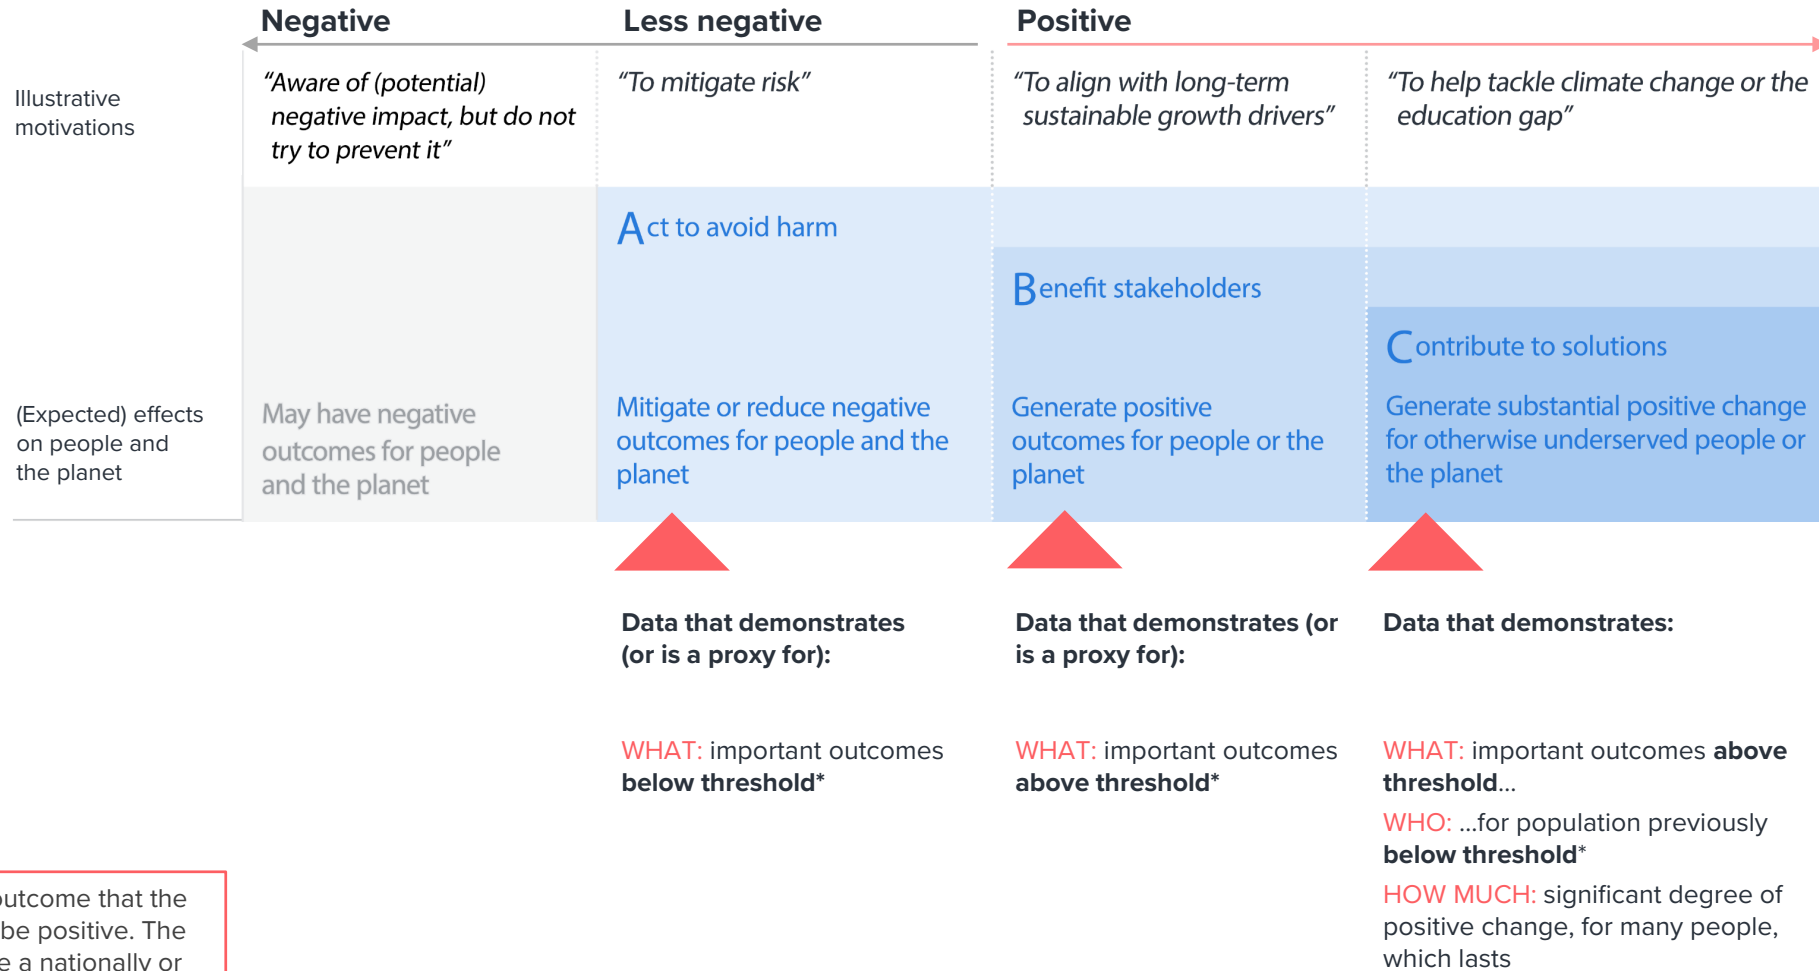 Negative
Less negative
Positive
Illustrative
motivations
“Aware of (potential)
negative impact, but do not
try to prevent it”
“To mitigate risk”
“To align with long-term
sustainable growth drivers”
“To help tackle climate change or the
education gap”
Act to avoid harm
Benefit stakeholders
Contribute to solutions
(Expected) effects
on people and
the planet
May have negative
outcomes for people
and the planet
Mitigate or reduce negative
outcomes for people and the
planet
Generate positive
outcomes for people or the
planet
Generate substantial positive change
for otherwise underserved people or
the planet
Data that demonstrates
(or is a proxy for):
WHAT: important outcomes
below threshold*
Data that demonstrates (or
is a proxy for):
WHAT: important outcomes
above threshold*
Data that demonstrates:
WHAT: important outcomes above
threshold...
WHO: ...for population previously
below threshold*
HOW MUCH: significant degree of
positive change, for many people,
which lasts
outcome that the
be positive. The
a nationally or